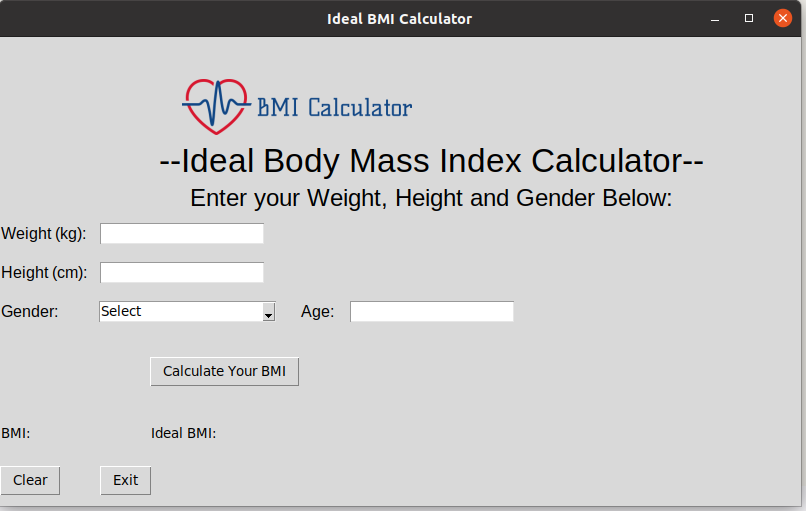 Ideal BMI Calculator
BMI Calculator
--Ideal Body Mass Index Calculator--
Enter your Weight, Height and Gender Below:
Weight (kg):
Height (cm):
Gender: Select Age:
Calculate Your BMI
BMI: Ideal BMI:
Clear Exit